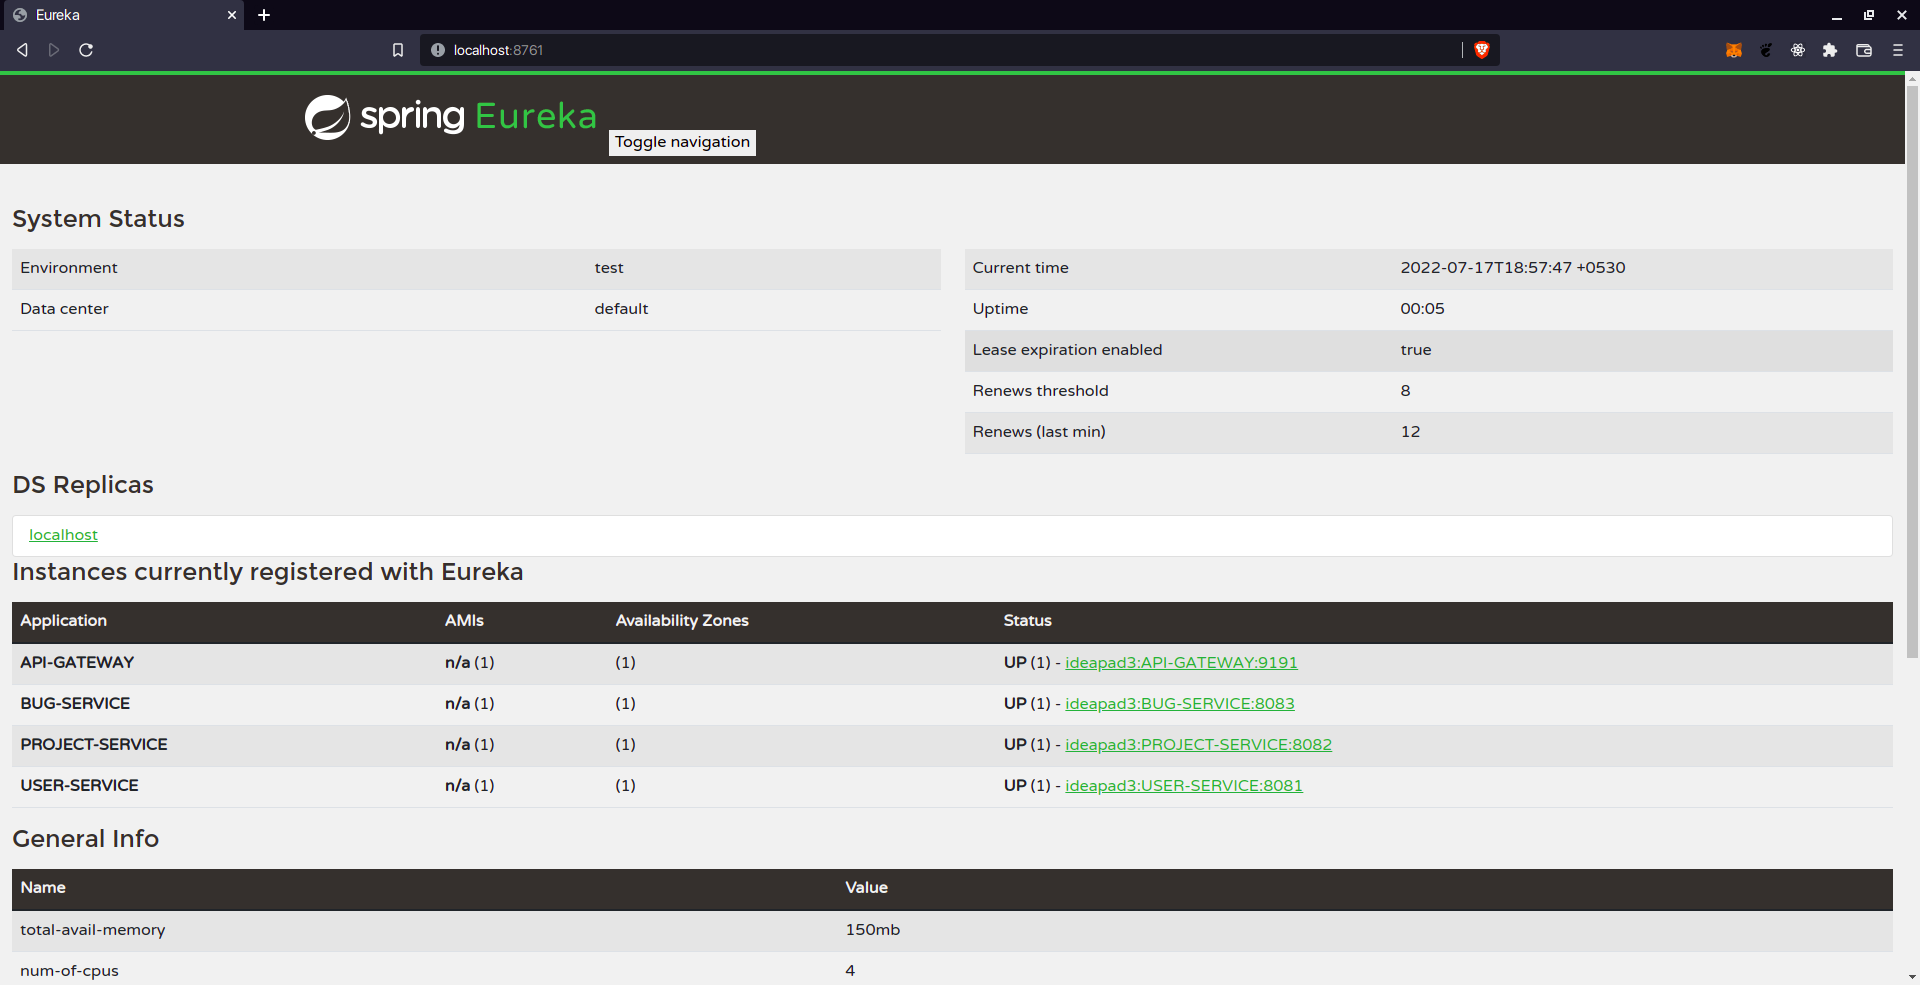 Eureka
localhost:8761
spring Eureka
Toggle navigation
System Status
Environment test
Data center default
Current time 2022-07-17T18:57:47 +0530
Uptime 00:05
Lease expiration enabled true
Renews threshold 8
Renews (last min) 12
DS Replicas
localhost
Instances currently registered with Eureka
Application AMIs Availability Zones Status
API-GATEWAY n/a (1) (1) UP (1) - ideapad3:API-GATEWAY:9191
BUG-SERVICE n/a (1) (1) UP (1) - ideapad3:BUG-SERVICE:8083
PROJECT-SERVICE n/a (1) (1) UP (1) - ideapad3:PROJECT-SERVICE:8082
USER-SERVICE n/a (1) (1) UP (1) - ideapad3:USER-SERVICE:8081
General Info
Name Value
total-avail-memory 150mb
num-of-cpus 4